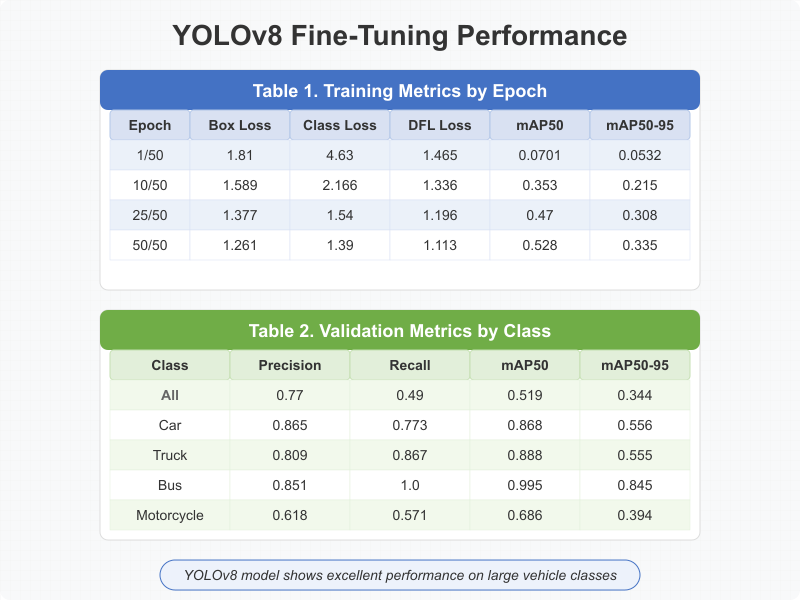 YOLOv8 Fine-Tuning Performance
Table 1. Training Metrics by Epoch
Epoch Box Loss Class Loss DFL Loss mAP50 mAP50-95
1/50 1.81 4.63 1.465 0.0701 0.0532
10/50 1.589 2.166 1.336 0.353 0.215
25/50 1.377 1.54 1.196 0.47 0.308
50/50 1.261 1.39 1.113 0.528 0.335
Table 2. Validation Metrics by Class
Class Precision Recall mAP50 mAP50-95
All 0.77 0.49 0.519 0.344
Car 0.865 0.773 0.868 0.556
Truck 0.809 0.867 0.888 0.555
Bus 0.851 1.0 0.995 0.845
Motorcycle 0.618 0.571 0.686 0.394
YOLOv8 model shows excellent performance on large vehicle classes